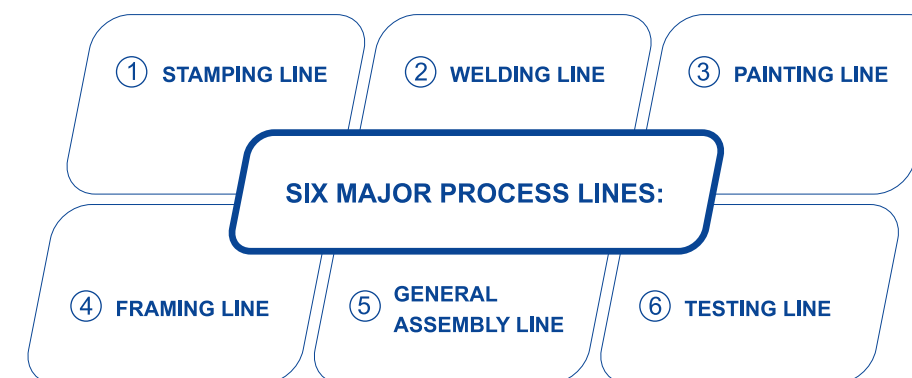 ① STAMPING LINE
② WELDING LINE
③ PAINTING LINE
SIX MAJOR PROCESS LINES:
④ FRAMING LINE
⑤ GENERAL
ASSEMBLY LINE
⑥ TESTING LINE